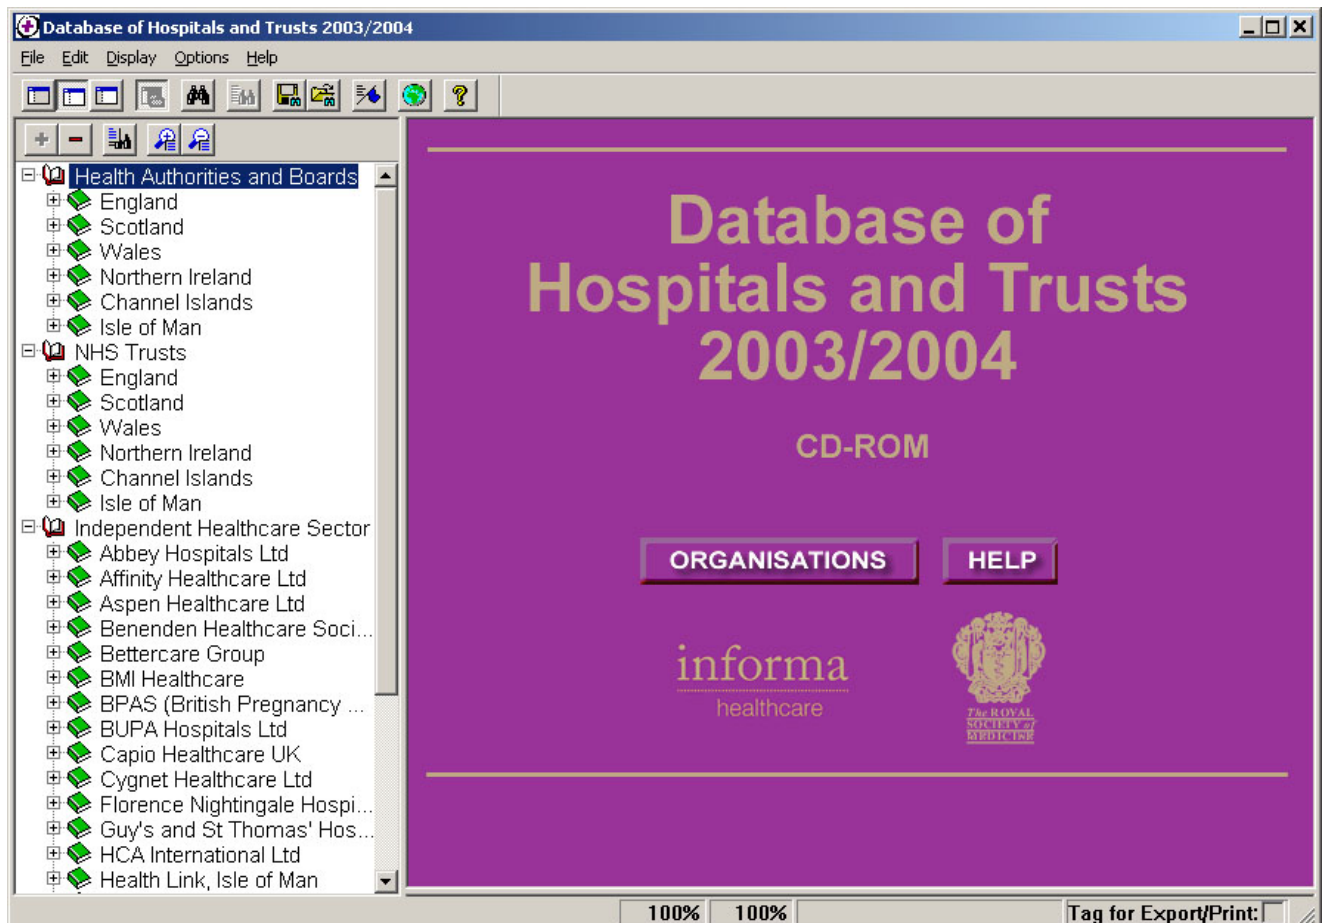 Database of Hospitals and Trusts 2003/2004
File Edit Display Options Help
Health Authorities and Boards
England
Scotland
Wales
Northern Ireland
Channel Islands
Isle of Man
NHS Trusts
England
Scotland
Wales
Northern Ireland
Channel Islands
Isle of Man
Independent Healthcare Sector
Abbey Hospitals Ltd
Affinity Healthcare Ltd
Aspen Healthcare Ltd
Benenden Healthcare Soci...
Bettercare Group
BMI Healthcare
BPAS (British Pregnancy ...
BUPA Hospitals Ltd
Capio Healthcare UK
Cygnet Healthcare Ltd
Florence Nightingale Hospi...
Guy's and St Thomas' Hos...
HCA International Ltd
Health Link, Isle of Man
Database of
Hospitals and Trusts
2003/2004
CD-ROM
ORGANISATIONS HELP
informa
healthcare
The ROYAL
SOCIETY of
MEDICINE
100% 100% Tag for Export/Print: